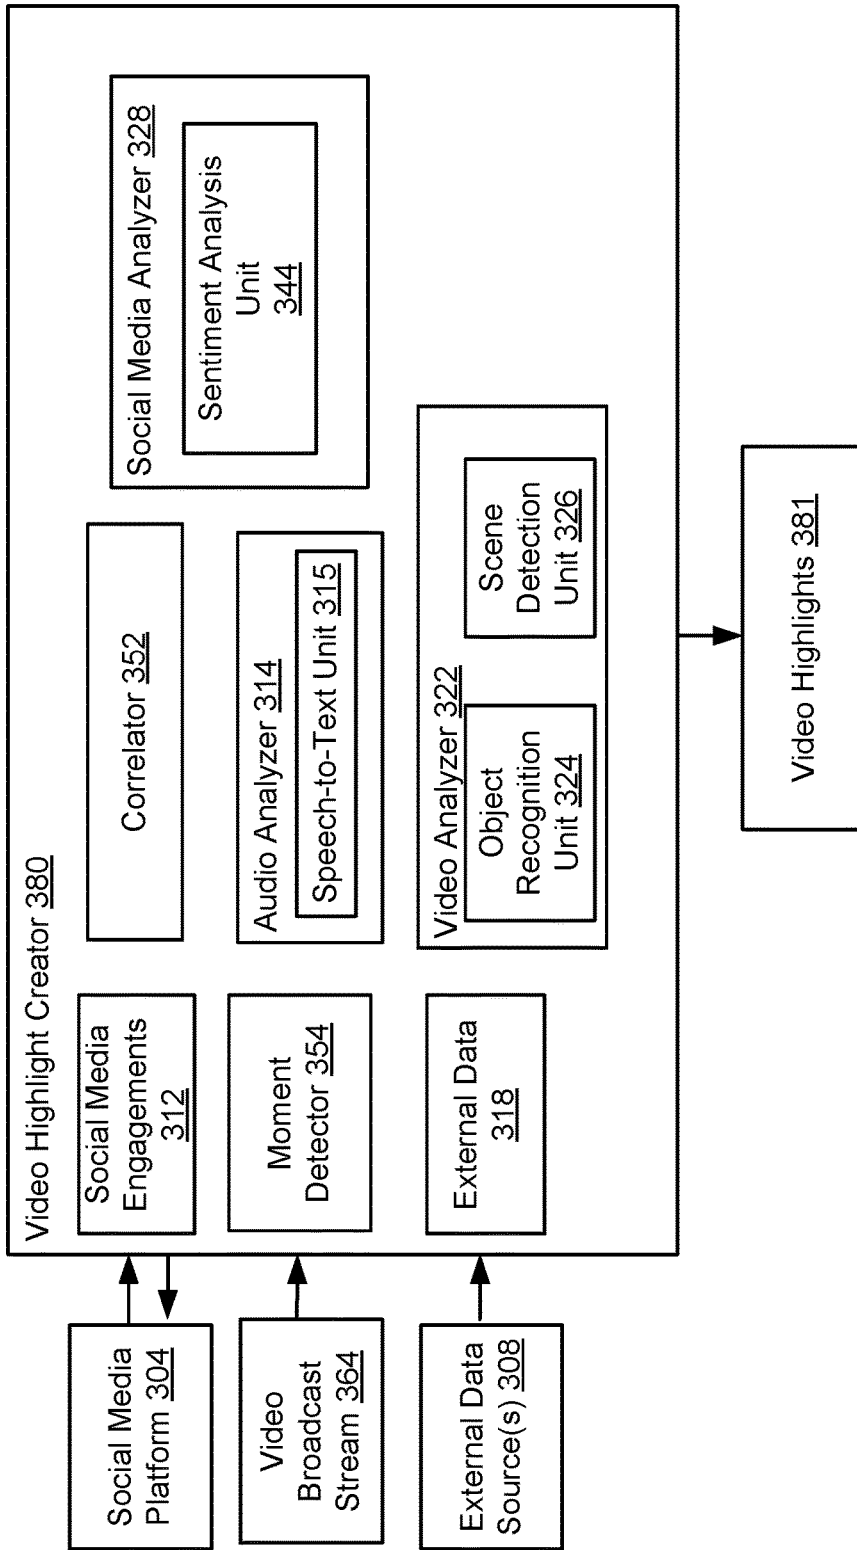 Video Highlight Creator 380
Social Media
Platform 304
Video
Broadcast
Stream 364
External Data
Source(s) 308
Social Media
Engagements
312
Moment
Detector 354
External Data
318
Correlator 352
Audio Analyzer 314
Speech-to-Text Unit 315
Video Analyzer 322
Object
Recognition
Unit 324
Scene
Detection
Unit 326
Social Media Analyzer 328
Sentiment Analysis
Unit
344
Video Highlights 381